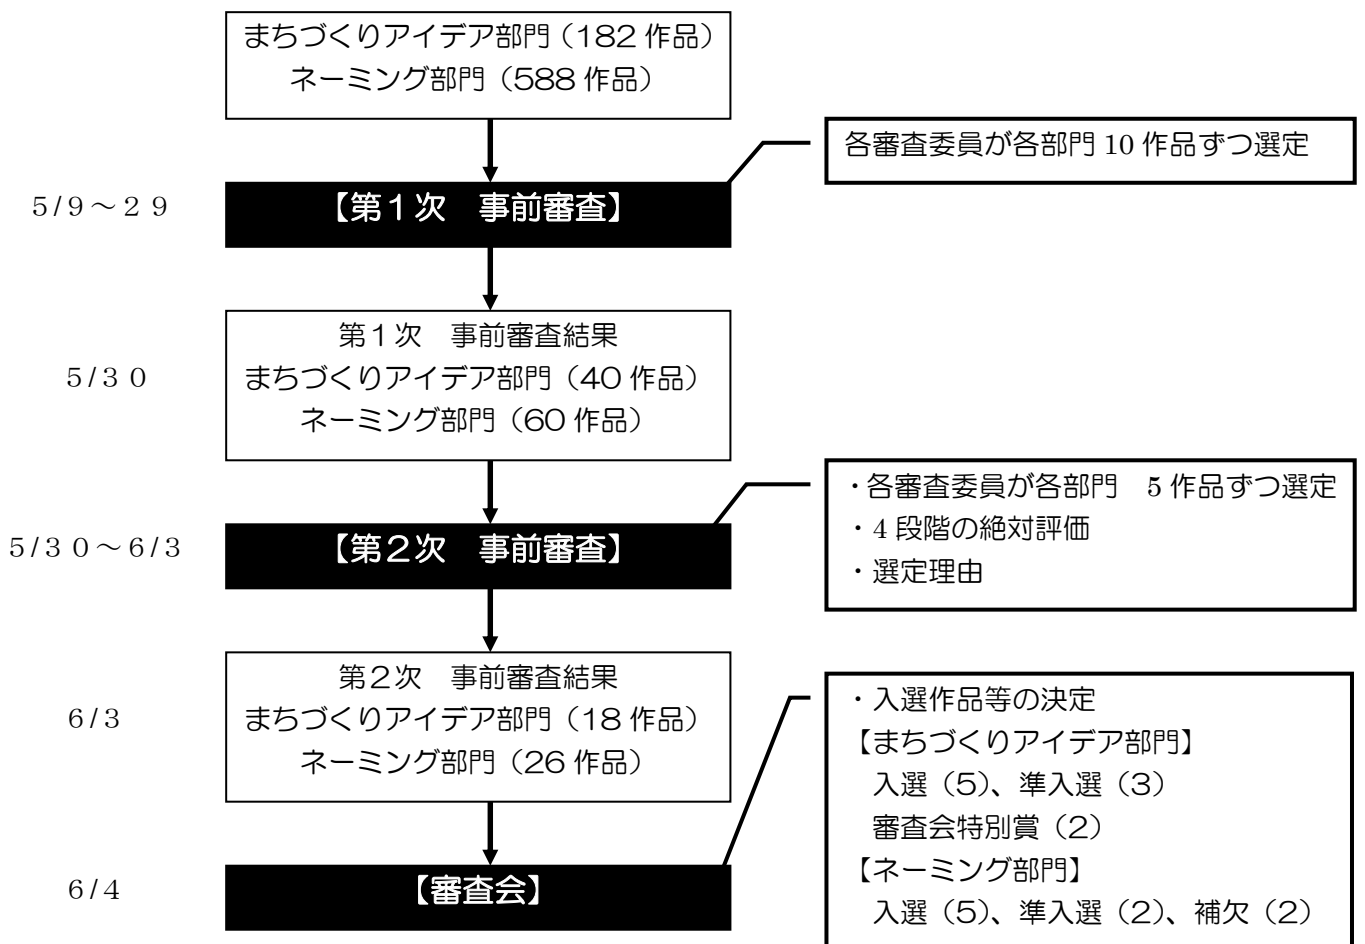 まちづくりアイデア部門（182 作品）
ネーミング部門（588 作品）
各審査委員が各部門 10 作品ずつ選定
5/9～２９
【第１次　事前審査】
第１次　事前審査結果
5/３０
まちづくりアイデア部門（40 作品）
ネーミング部門（60 作品）
・各審査委員が各部門　5 作品ずつ選定
・4 段階の絶対評価
・選定理由
5/３０～6/3
【第２次　事前審査】
第２次　事前審査結果
6/3
まちづくりアイデア部門（18 作品）
ネーミング部門（26 作品）
・入選作品等の決定
【まちづくりアイデア部門】
入選（5）、準入選（3）
審査会特別賞（2）
【ネーミング部門】
入選（5）、準入選（2）、補欠（2）
6/4
【審査会】